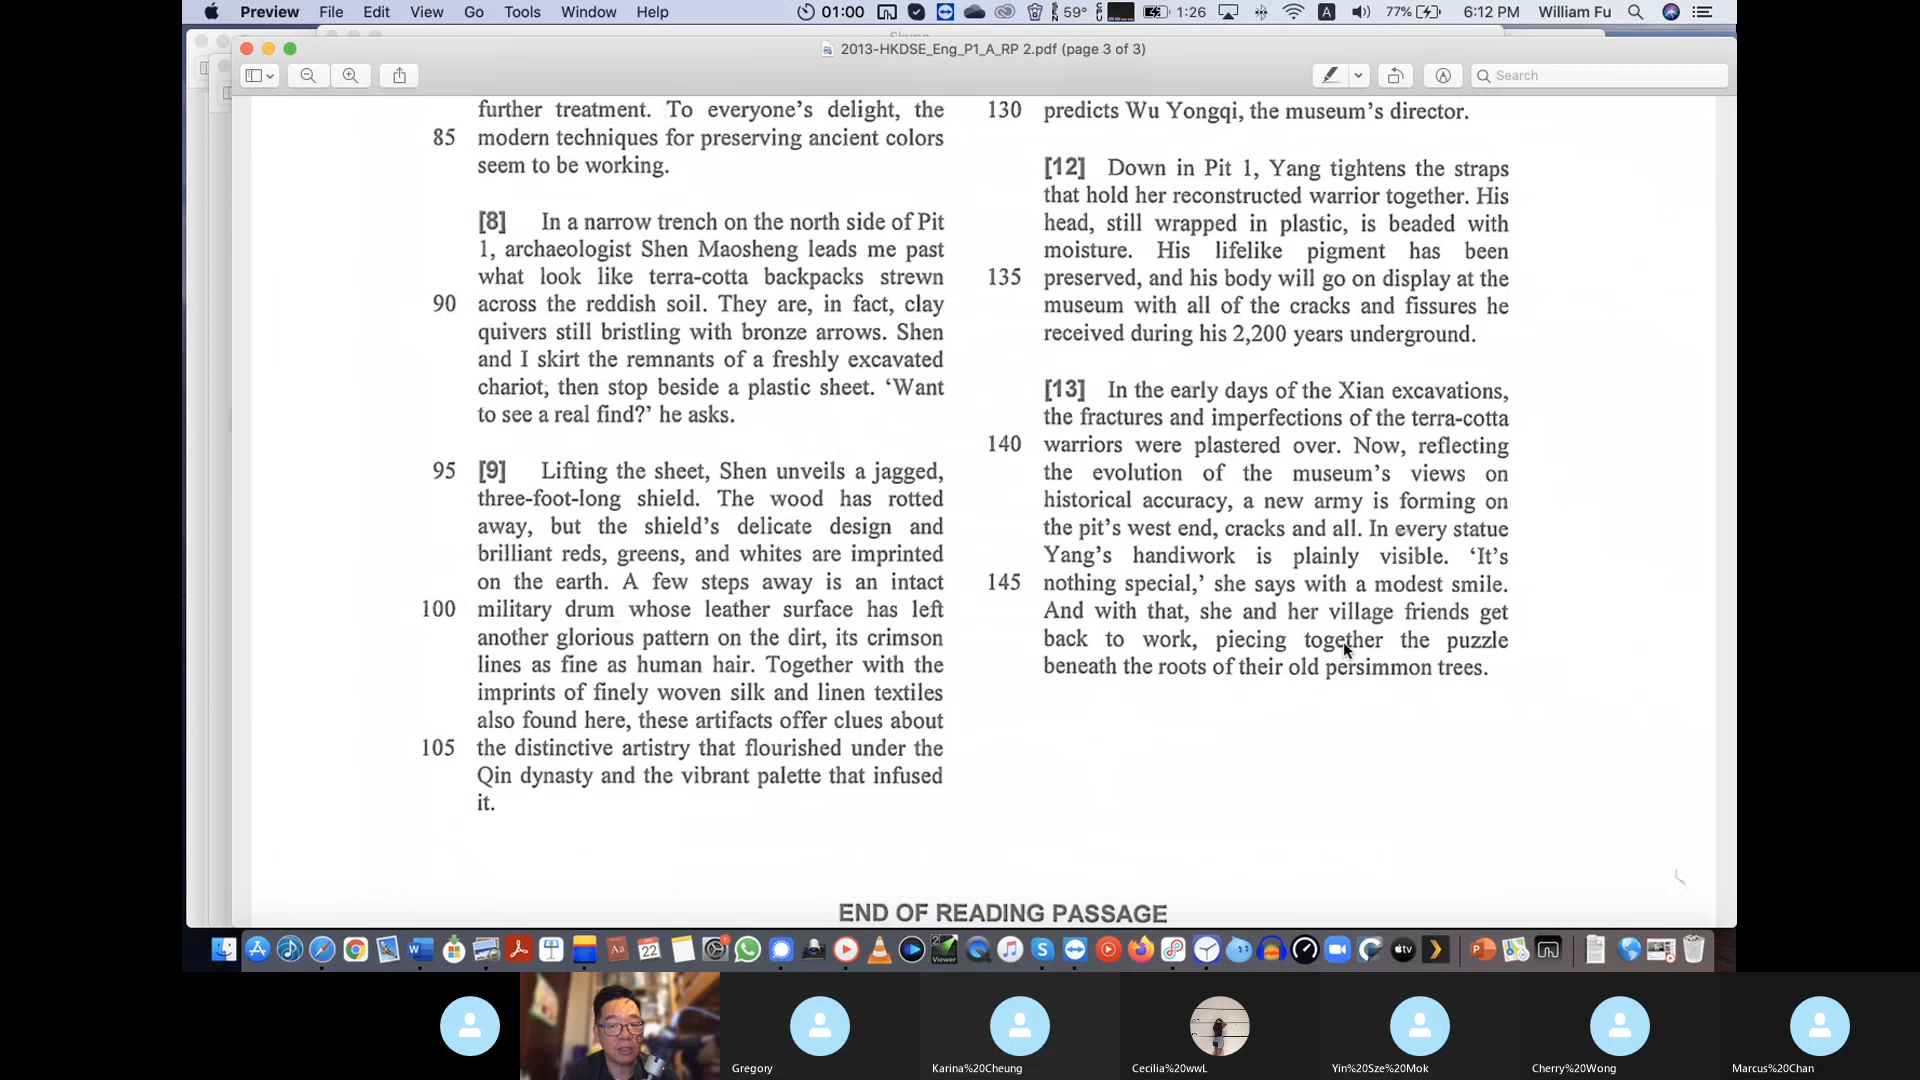 Preview File Edit View Go Tools Window Help 01:00 59° 1:26 A 77% 6:12 PM William Fu
2013-HKDSE_Eng_P1_A_RP 2.pdf (page 3 of 3)
Search
further treatment. To everyone's delight, the
85 modern techniques for preserving ancient colors
seem to be working.
[8] In a narrow trench on the north side of Pit
1, archaeologist Shen Maosheng leads me past
what look like terra-cotta backpacks strewn
90 across the reddish soil. They are, in fact, clay
quivers still bristling with bronze arrows. Shen
and I skirt the remnants of a freshly excavated
chariot, then stop beside a plastic sheet. 'Want
to see a real find?' he asks.
95 [9] Lifting the sheet, Shen unveils a jagged,
three-foot-long shield. The wood has rotted
away, but the shield's delicate design and
brilliant reds, greens, and whites are imprinted
on the earth. A few steps away is an intact
100 military drum whose leather surface has left
another glorious pattern on the dirt, its crimson
lines as fine as human hair. Together with the
imprints of finely woven silk and linen textiles
also found here, these artifacts offer clues about
105 the distinctive artistry that flourished under the
Qin dynasty and the vibrant palette that infused
it.
130 predicts Wu Yongqi, the museum's director.
[12] Down in Pit 1, Yang tightens the straps
that hold her reconstructed warrior together. His
head, still wrapped in plastic, is beaded with
moisture. His lifelike pigment has been
135 preserved, and his body will go on display at the
museum with all of the cracks and fissures he
received during his 2,200 years underground.
[13] In the early days of the Xian excavations,
the fractures and imperfections of the terra-cotta
140 warriors were plastered over. Now, reflecting
the evolution of the museum's views on
historical accuracy, a new army is forming on
the pit's west end, cracks and all. In every statue
Yang's handiwork is plainly visible. 'It's
145 nothing special,' she says with a modest smile.
And with that, she and her village friends get
back to work, piecing together the puzzle
beneath the roots of their old persimmon trees.
END OF READING PASSAGE
22
tv
Gregory
Karina%20Cheung
Cecilia%20wwL
Yin%20Sze%20Mok
Cherry%20Wong
Marcus%20Chan